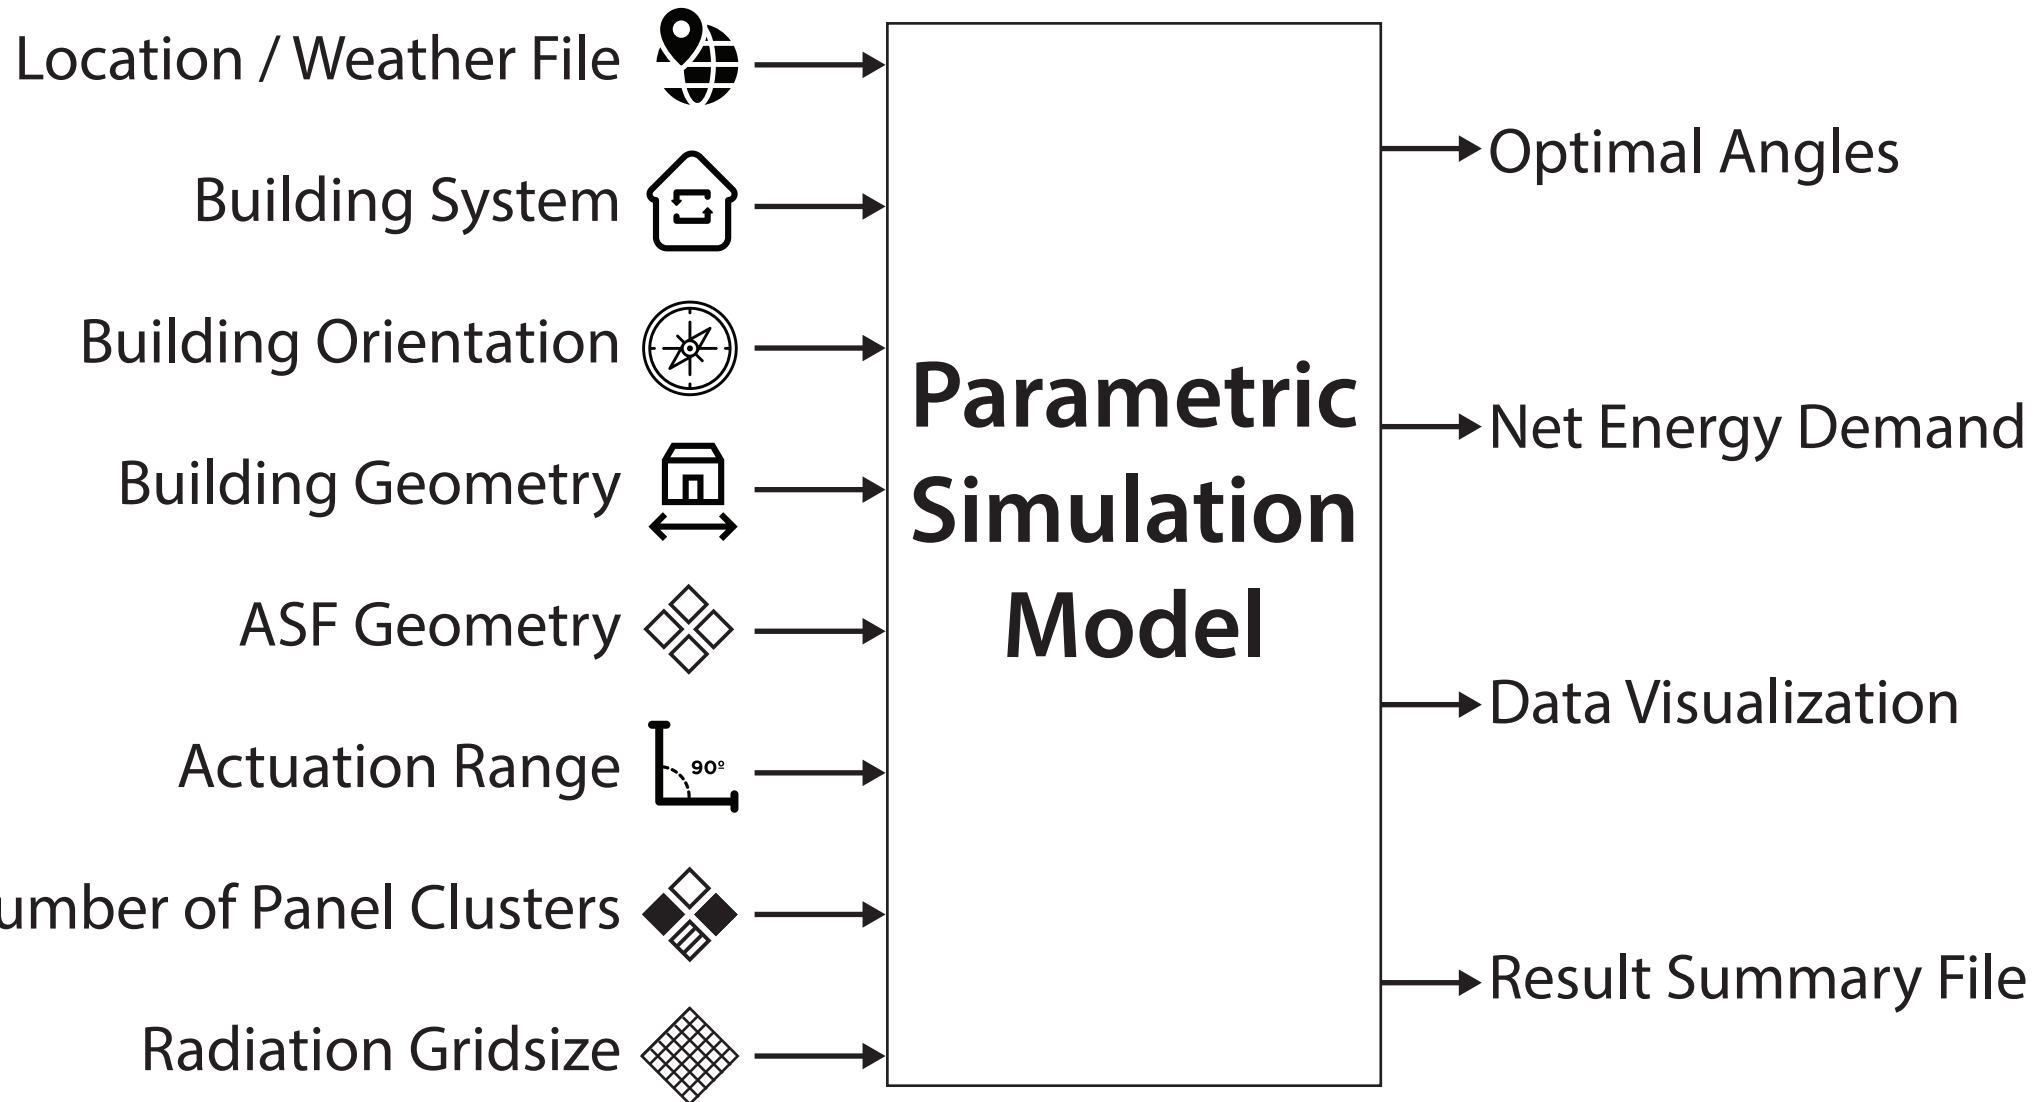 Location / Weather File
Building System
Building Orientation
Building Geometry
ASF Geometry
Actuation Range
90º
umber of Panel Clusters
Radiation Gridsize
Parametric
Simulation
Model
Optimal Angles
Net Energy Demand
Data Visualization
Result Summary File